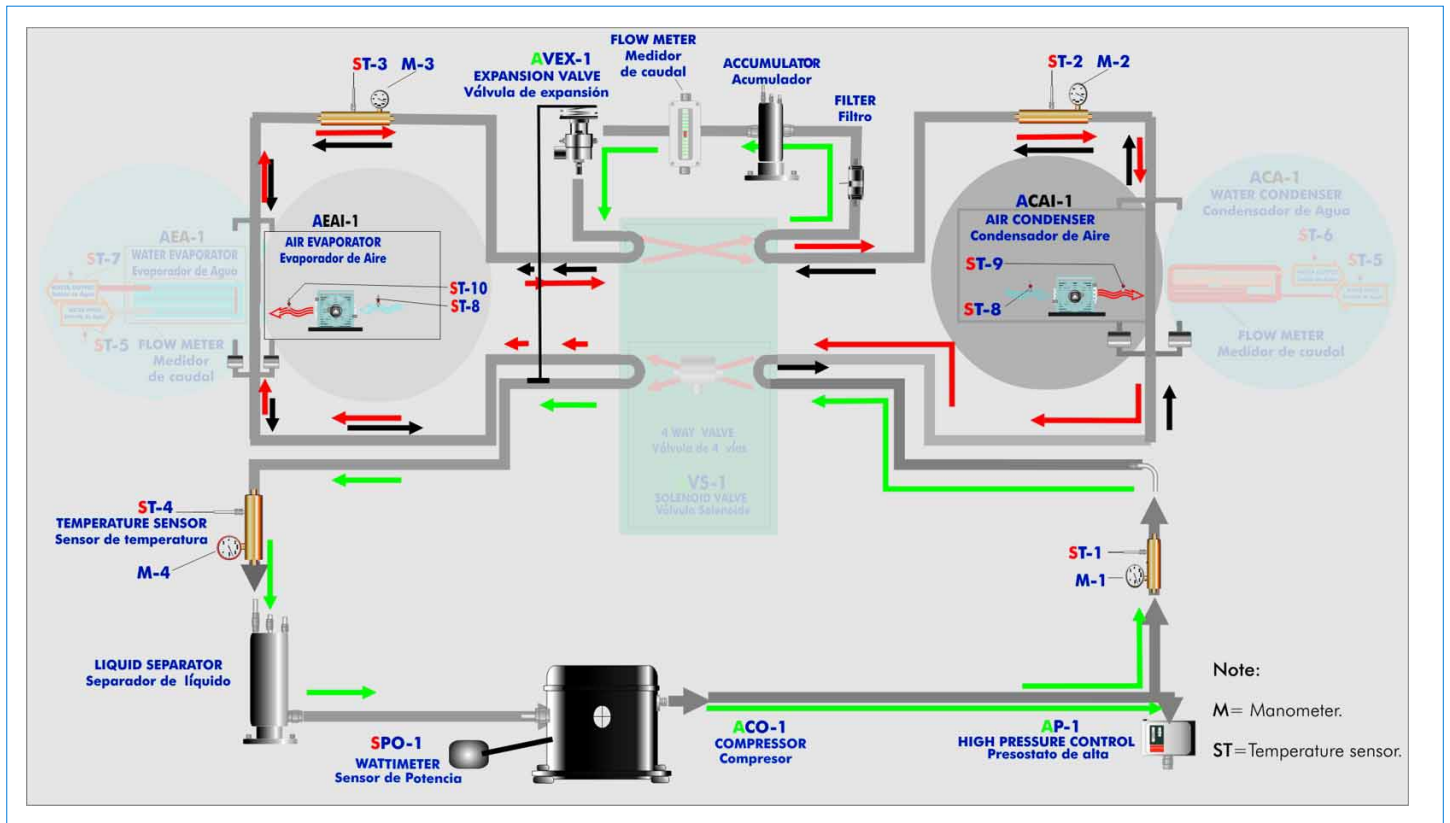 ST-3 M-3
AVEX-1
EXPANSION VALVE
Válvula de expansión
FLOW METER
Medidor
de caudal
ACCUMULATOR
Acumulador
FILTER
Filtro
ST-2 M-2
AEA-1
WATER EVAPORATOR
Evaporador de Agua
ST-7
ST-5
FLOW METER
Medidor
de caudal
AEAI-1
AIR EVAPORATOR
Evaporador de Aire
ST-10
ST-8
ACAI-1
AIR CONDENSER
Condensador de Aire
ST-9
ST-8
ACA-1
WATER CONDENSER
Condensador de Agua
ST-6
ST-5
FLOW METER
Medidor de caudal
4 WAY VALVE
Válvula de 4 vías
VS-1
SOLENOID VALVE
Válvula Solenoide
ST-4
TEMPERATURE SENSOR
Sensor de temperatura
M-4
ST-1
M-1
LIQUID SEPARATOR
Separador de líquido
SPO-1
WATTIMETER
Sensor de Potencia
ACO-1
COMPRESSOR
Compresor
AP-1
HIGH PRESSURE CONTROL
Presostato de alta
Note:
M= Manometer.
ST=Temperature sensor.